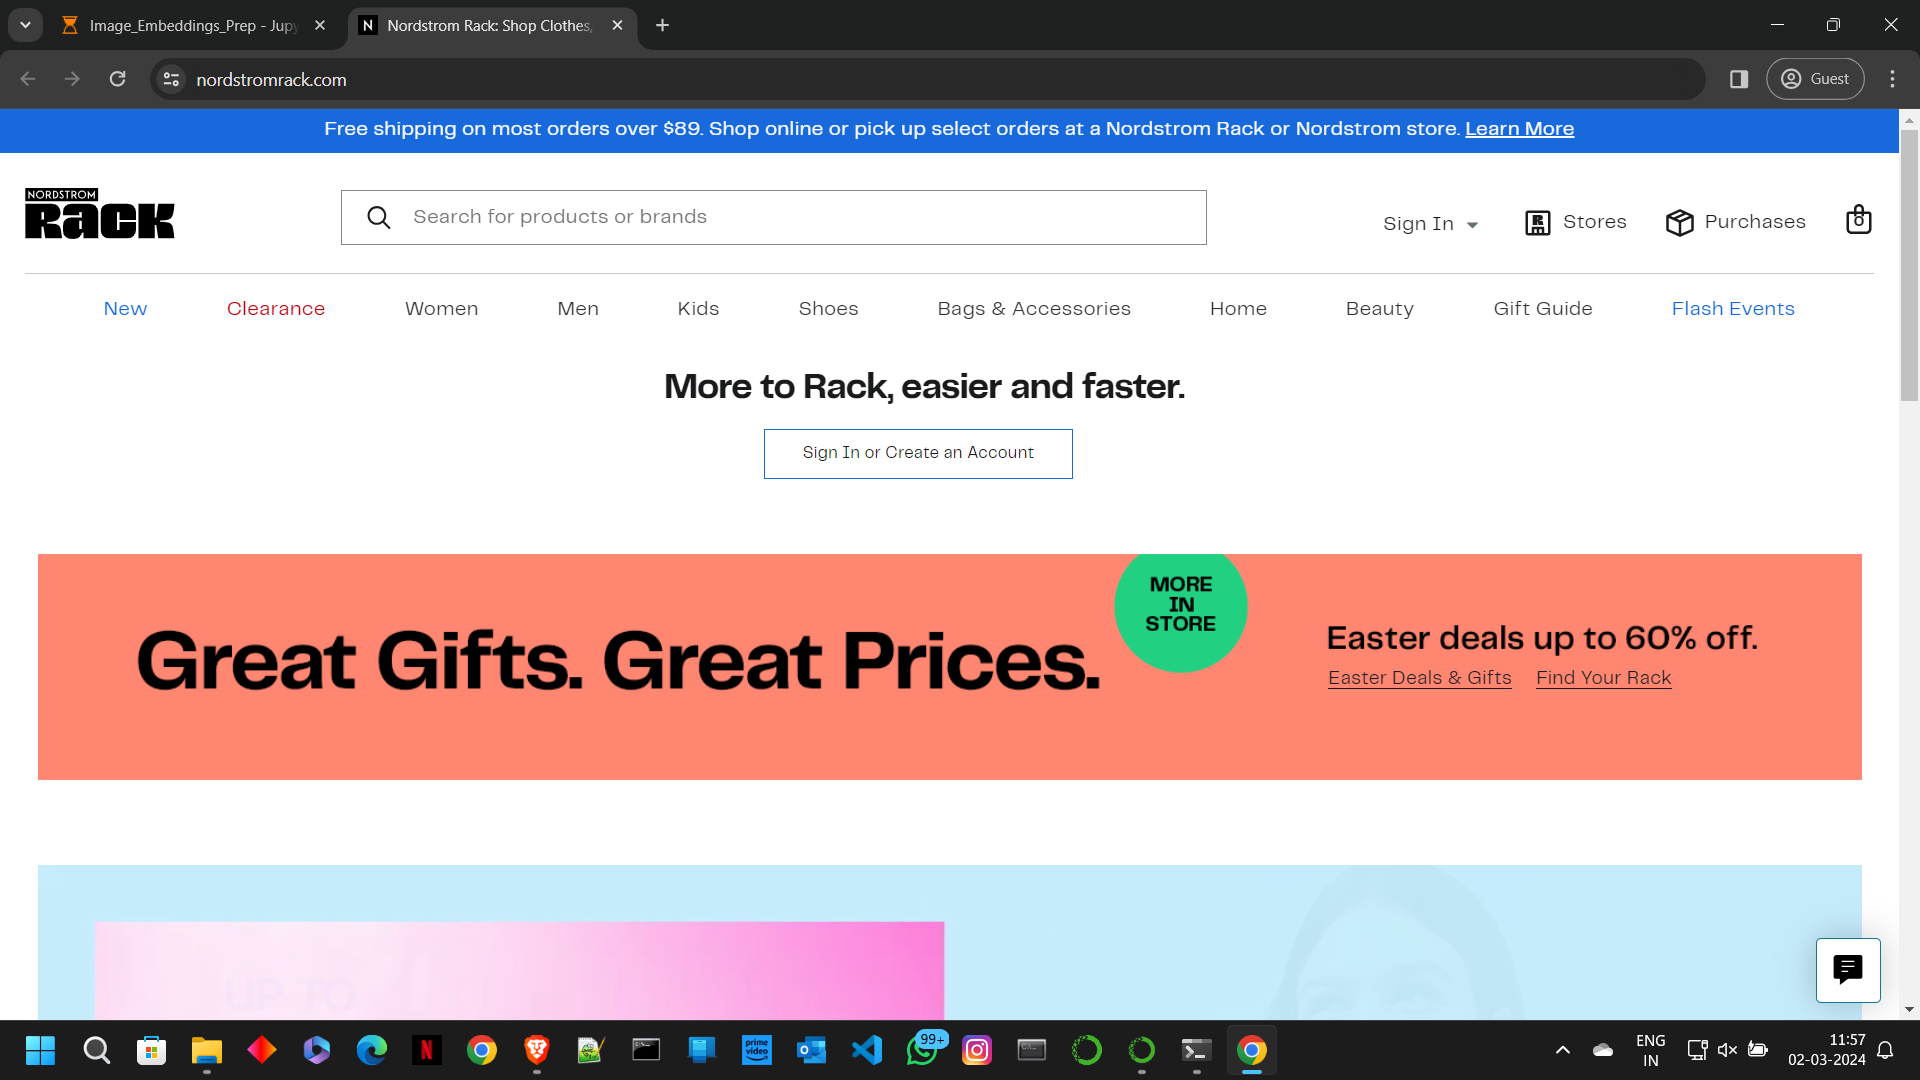 Image_Embeddings_Prep - Jupy
Nordstrom Rack: Shop Clothes,
nordstromrack.com
Guest
Free shipping on most orders over $89. Shop online or pick up select orders at a Nordstrom Rack or Nordstrom store. Learn More
NORDSTROM
Rack
Search for products or brands
Sign In
Stores
Purchases
0
New
Clearance
Women
Men
Kids
Shoes
Bags & Accessories
Home
Beauty
Gift Guide
Flash Events
More to Rack, easier and faster.
Sign In or Create an Account
Great Gifts. Great Prices.
MORE
IN
STORE
Easter deals up to 60% off.
Easter Deals & Gifts
Find Your Rack
UP TO
prime
video
99+
ENG
IN
11:57
02-03-2024